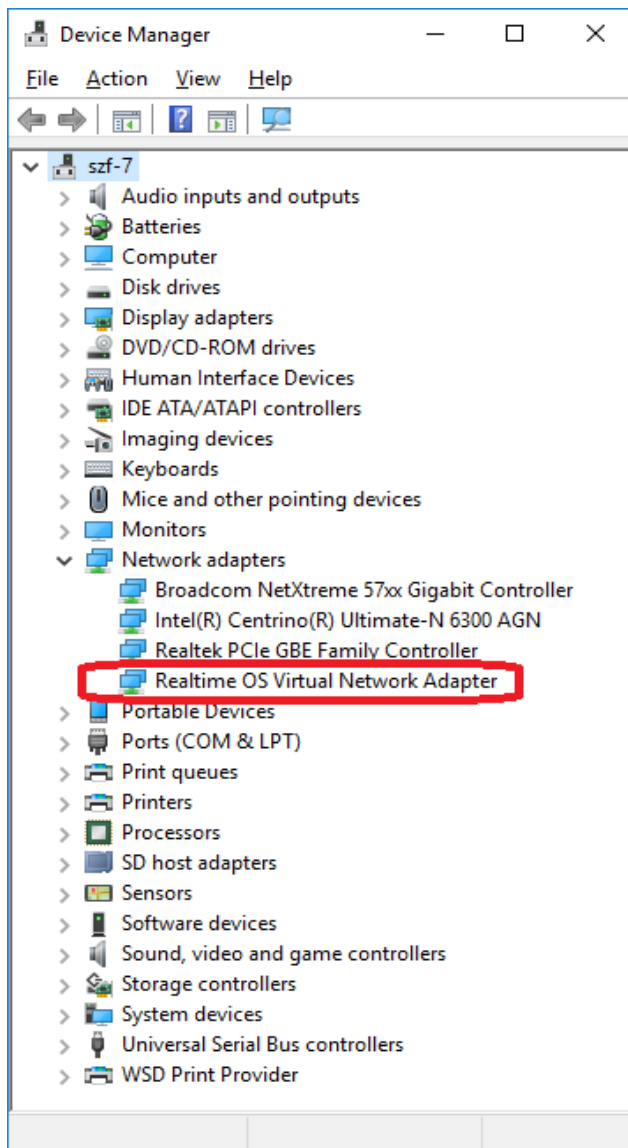 Device Manager
File Action View Help
szf-7
Audio inputs and outputs
Batteries
Computer
Disk drives
Display adapters
DVD/CD-ROM drives
Human Interface Devices
IDE ATA/ATAPI controllers
Imaging devices
Keyboards
Mice and other pointing devices
Monitors
Network adapters
Broadcom NetXtreme 57xx Gigabit Controller
Intel(R) Centrino(R) Ultimate-N 6300 AGN
Realtek PCIe GBE Family Controller
Realtime OS Virtual Network Adapter
Portable Devices
Ports (COM & LPT)
Print queues
Printers
Processors
SD host adapters
Sensors
Software devices
Sound, video and game controllers
Storage controllers
System devices
Universal Serial Bus controllers
WSD Print Provider